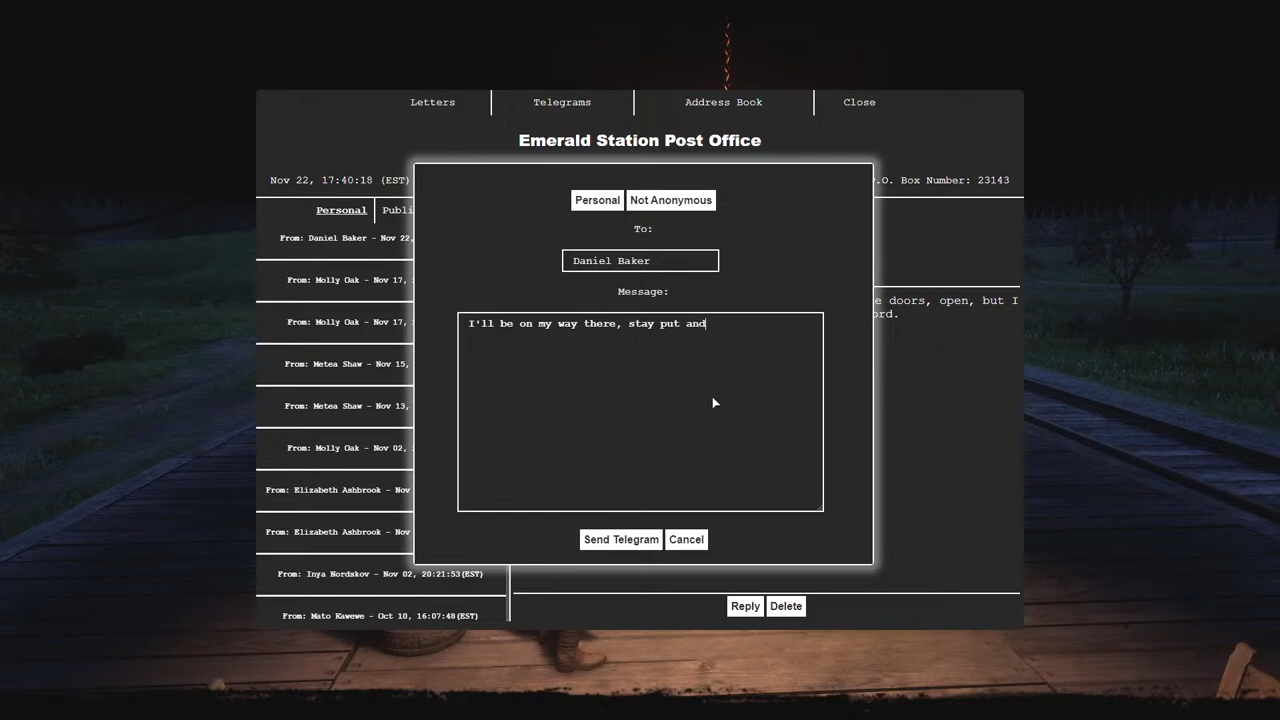 Letters
Telegrams
Address Book
Close
Emerald Station Post Office
Nov 22, 17:40:18 (EST)
.O. Box Number: 23143
Personal
Publi
From: Daniel Baker - Nov 22,
From: Molly Oak - Nov 17,
From: Molly Oak - Nov 17,
From: Metea Shaw - Nov 15,
From: Metea Shaw - Nov 13,
From: Molly Oak - Nov 02,
From: Elizabeth Ashbrook - Nov
From: Elizabeth Ashbrook - Nov
From: Inya Nordskov - Nov 02, 20:21:53(EST)
From: Mato Kawewe - Oct 10, 16:07:48(EST)
Personal
Not Anonymous
To:
Daniel Baker
Message:
I'll be on my way there, stay put and
Send Telegram
Cancel
e doors, open, but I
ord.
Reply
Delete